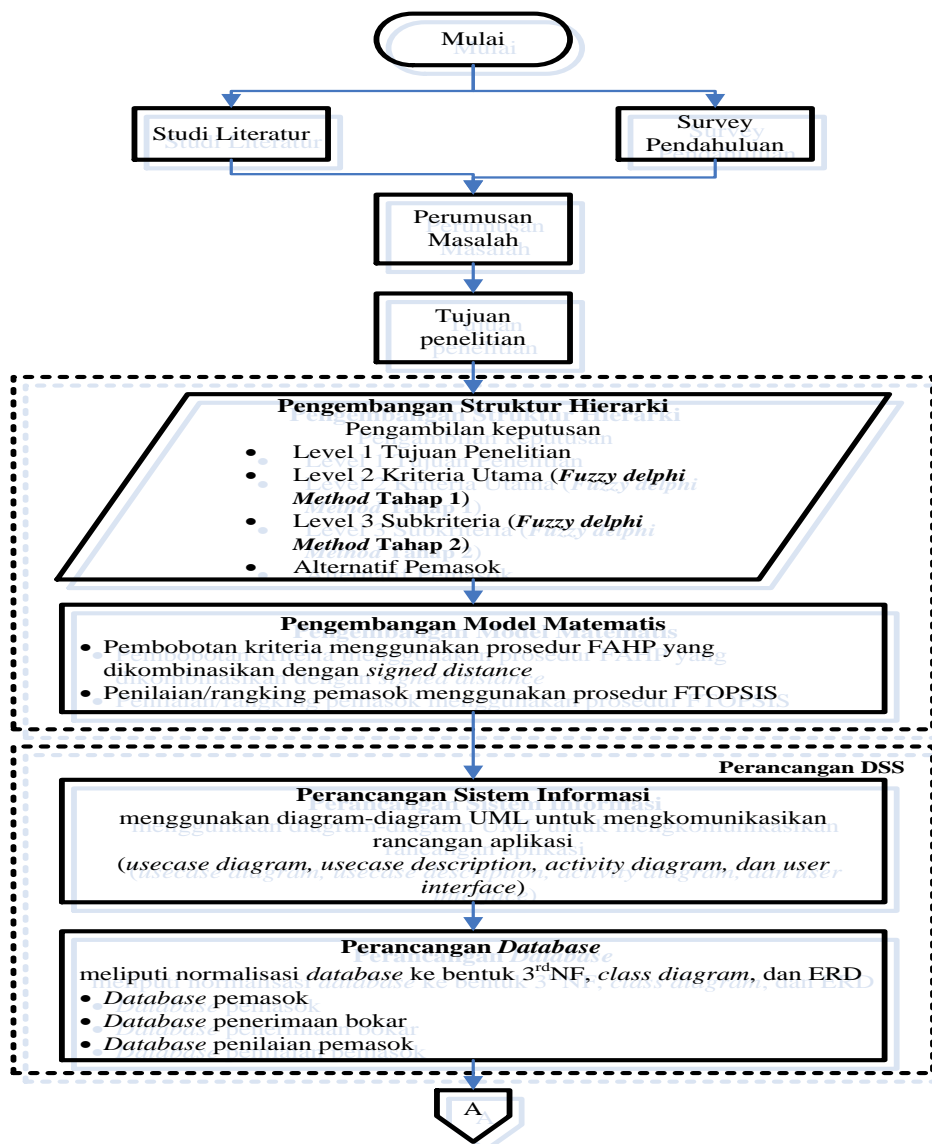 Mulai
Studi Literatur
Survey
Pendahuluan
Perumusan
Masalah
Tujuan
penelitian
Pengembangan Struktur Hierarki
Pengambilan keputusan
• Level 1 Tujuan Penelitian
• Level 2 Kriteria Utama (Fuzzy delphi
Method Tahap 1)
• Level 3 Subkriteria (Fuzzy delphi
Method Tahap 2)
• Alternatif Pemasok
Pengembangan Model Matematis
• Pembobotan kriteria menggunakan prosedur FAHP yang
dikombinasikan dengan signed distance
• Penilaian/rangking pemasok menggunakan prosedur FTOPSIS
Perancangan DSS
Perancangan Sistem Informasi
menggunakan diagram-diagram UML untuk mengkomunikasikan
rancangan aplikasi
(usecase diagram, usecase description, activity diagram, dan user
interface)
Perancangan Database
meliputi normalisasi database ke bentuk 3rdNF, class diagram, dan ERD
• Database pemasok
• Database penerimaan bokar
• Database penilaian pemasok
A